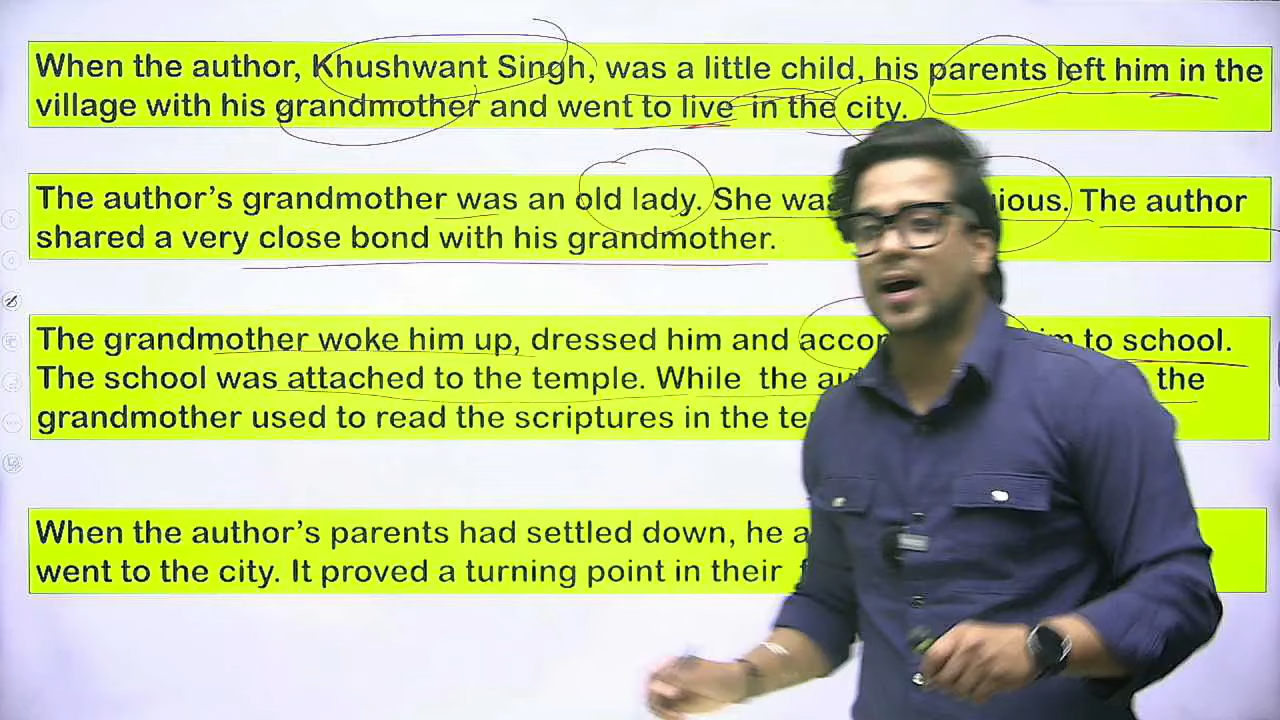 When the author, Khushwant Singh, was a little child, his parents left him in the
village with his grandmother and went to live in the city.
The author's grandmother was an old lady. She was The author
shared a very close bond with his grandmother.
The grandmother woke him up, dressed him and to school.
The school was attached to the temple. While the the
grandmother used to read the scriptures in the
When the author's parents had settled down, he
went to the city. It proved a turning point in their